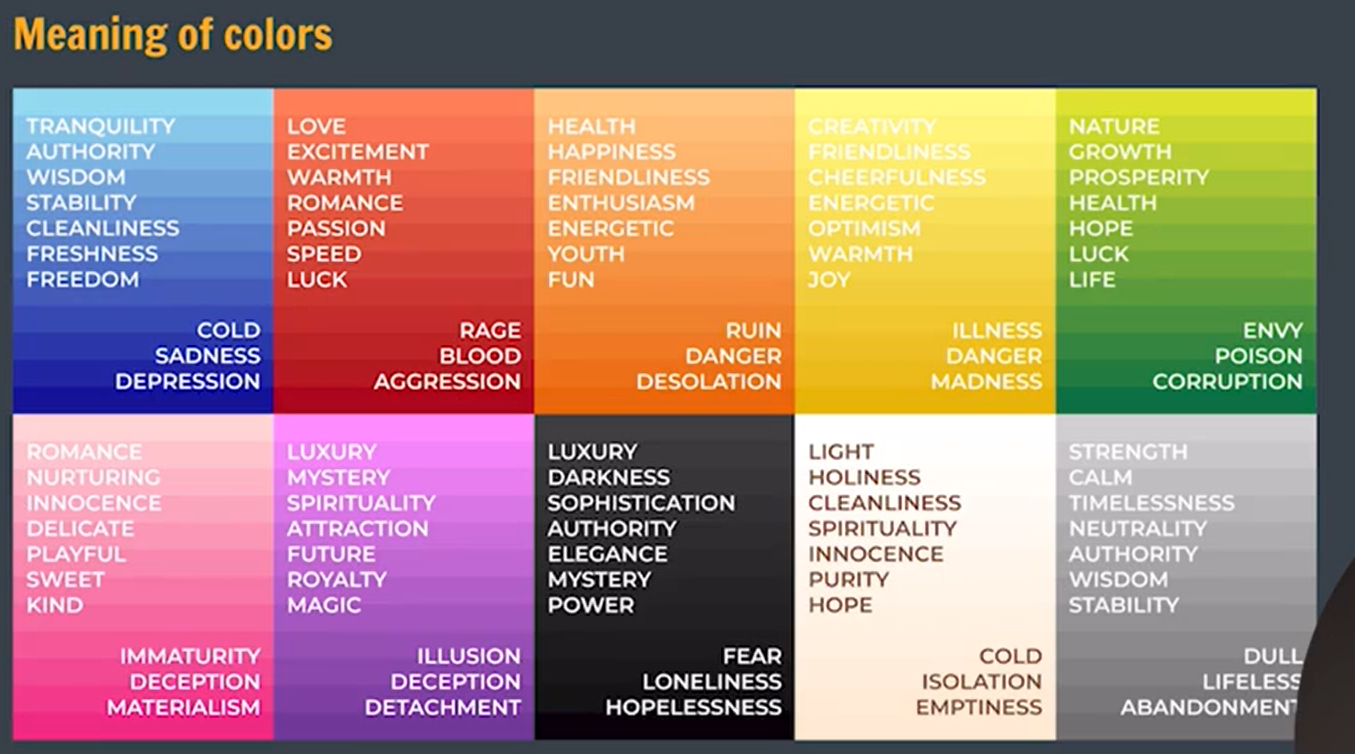 Meaning of colors
TRANQUILITY
AUTHORITY
WISDOM
STABILITY
CLEANLINESS
FRESHNESS
FREEDOM
COLD
SADNESS
DEPRESSION
LOVE
EXCITEMENT
WARMTH
ROMANCE
PASSION
SPEED
LUCK
RAGE
BLOOD
AGGRESSION
HEALTH
HAPPINESS
FRIENDLINESS
ENTHUSIASM
ENERGETIC
YOUTH
FUN
RUIN
DANGER
DESOLATION
CREATIVITY
FRIENDLINESS
CHEERFULNESS
ENERGETIC
OPTIMISM
WARMTH
JOY
ILLNESS
DANGER
MADNESS
NATURE
GROWTH
PROSPERITY
HEALTH
HOPE
LUCK
LIFE
ENVY
POISON
CORRUPTION
ROMANCE
NURTURING
INNOCENCE
DELICATE
PLAYFUL
SWEET
KIND
IMMATURITY
DECEPTION
MATERIALISM
LUXURY
MYSTERY
SPIRITUALITY
ATTRACTION
FUTURE
ROYALTY
MAGIC
ILLUSION
DECEPTION
DETACHMENT
LUXURY
DARKNESS
SOPHISTICATION
AUTHORITY
ELEGANCE
MYSTERY
POWER
FEAR
LONELINESS
HOPELESSNESS
LIGHT
HOLINESS
CLEANLINESS
SPIRITUALITY
INNOCENCE
PURITY
HOPE
COLD
ISOLATION
EMPTINESS
STRENGTH
CALM
TIMELESSNESS
NEUTRALITY
AUTHORITY
WISDOM
STABILITY
DULL
LIFELESS
ABANDONMENT